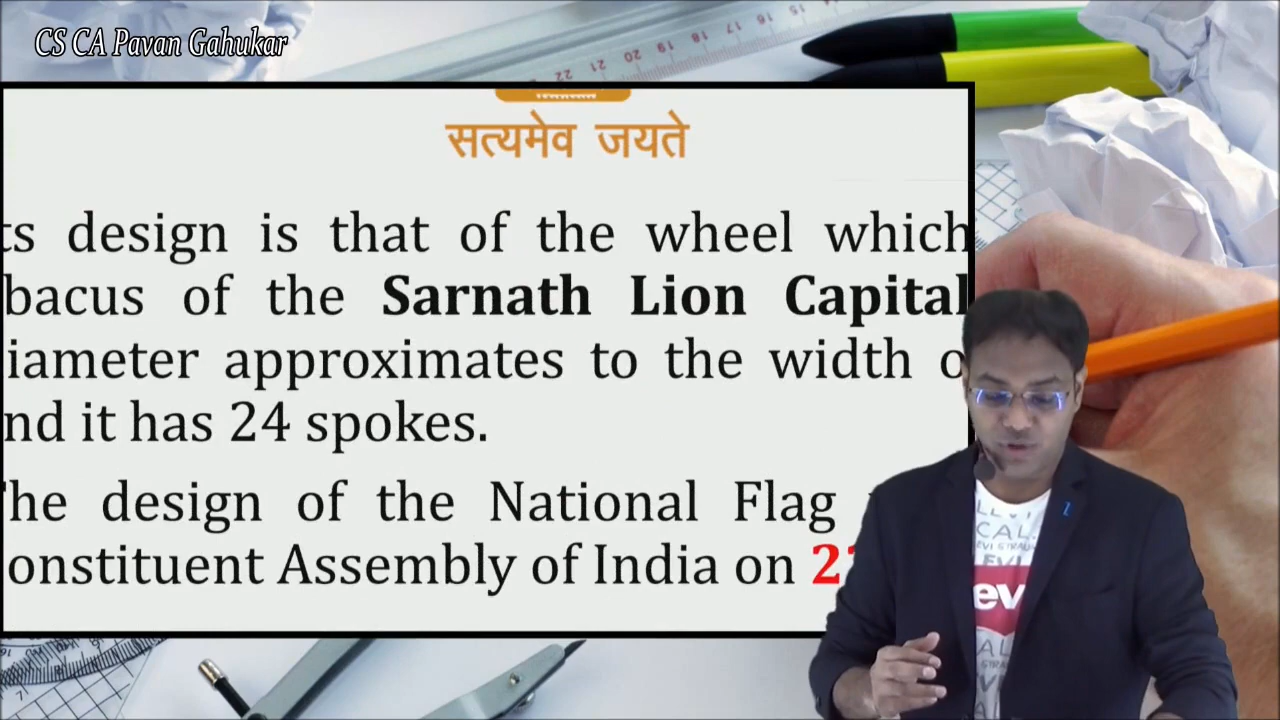 CS CA Pavan Gahukar
सत्यमेव जयते
ts design is that of the wheel which
bacus of the Sarnath Lion Capital
iameter approximates to the width o
nd it has 24 spokes.
he design of the National Flag
onstituent Assembly of India on 2